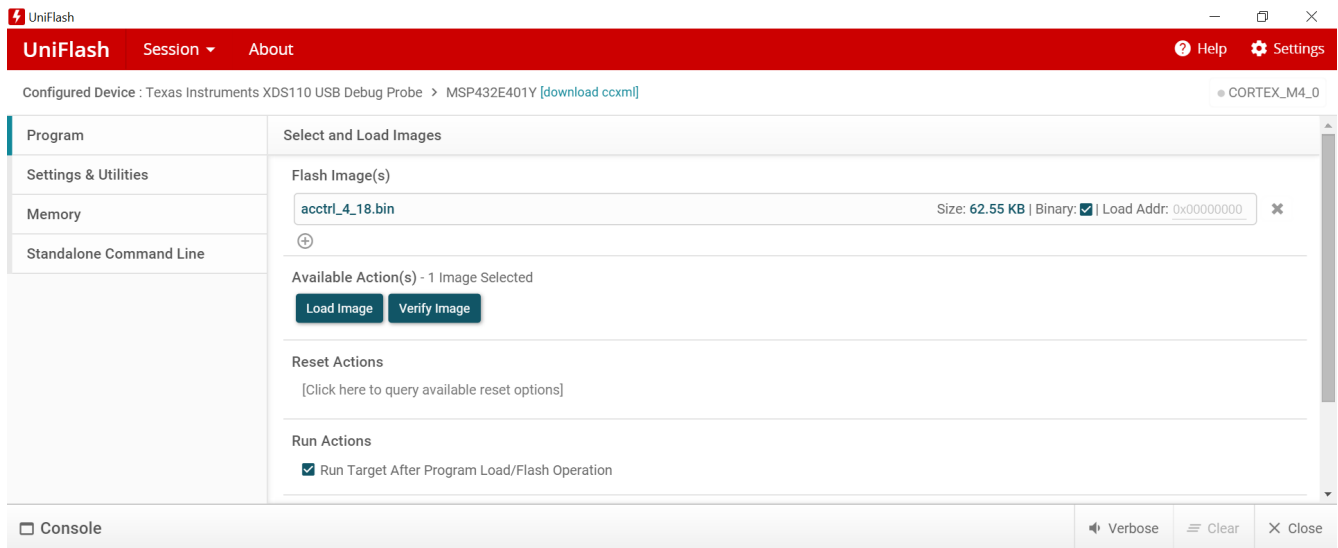 UniFlash
UniFlash Session About Help Settings
Configured Device : Texas Instruments XDS110 USB Debug Probe > MSP432E401Y [download ccxml] CORTEX_M4_0
Program
Settings & Utilities
Memory
Standalone Command Line
Select and Load Images
Flash Image(s)
acctrl_4_18.bin Size: 62.55 KB | Binary: | Load Addr: 0x00000000
Available Action(s) - 1 Image Selected
Load Image Verify Image
Reset Actions
[Click here to query available reset options]
Run Actions
Run Target After Program Load/Flash Operation
Console Verbose Clear Close